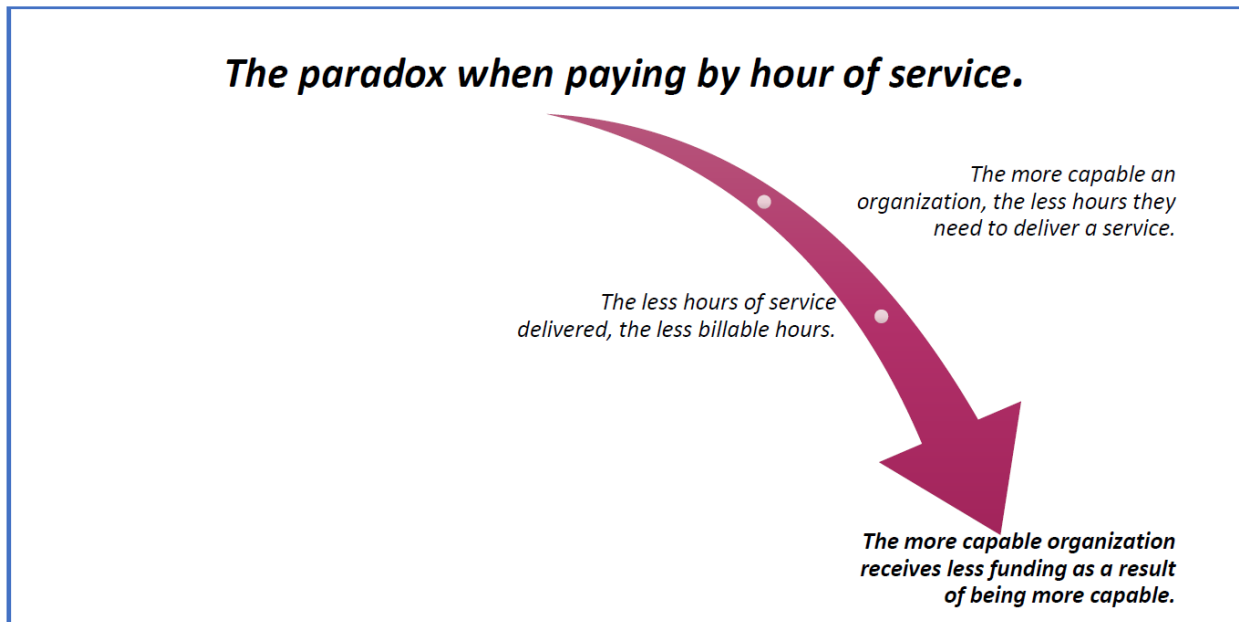 The paradox when paying by hour of service.
The more capable an
organization, the less hours they
need to deliver a service.
The less hours of service
delivered, the less billable hours.
The more capable organization
receives less funding as a result
of being more capable.